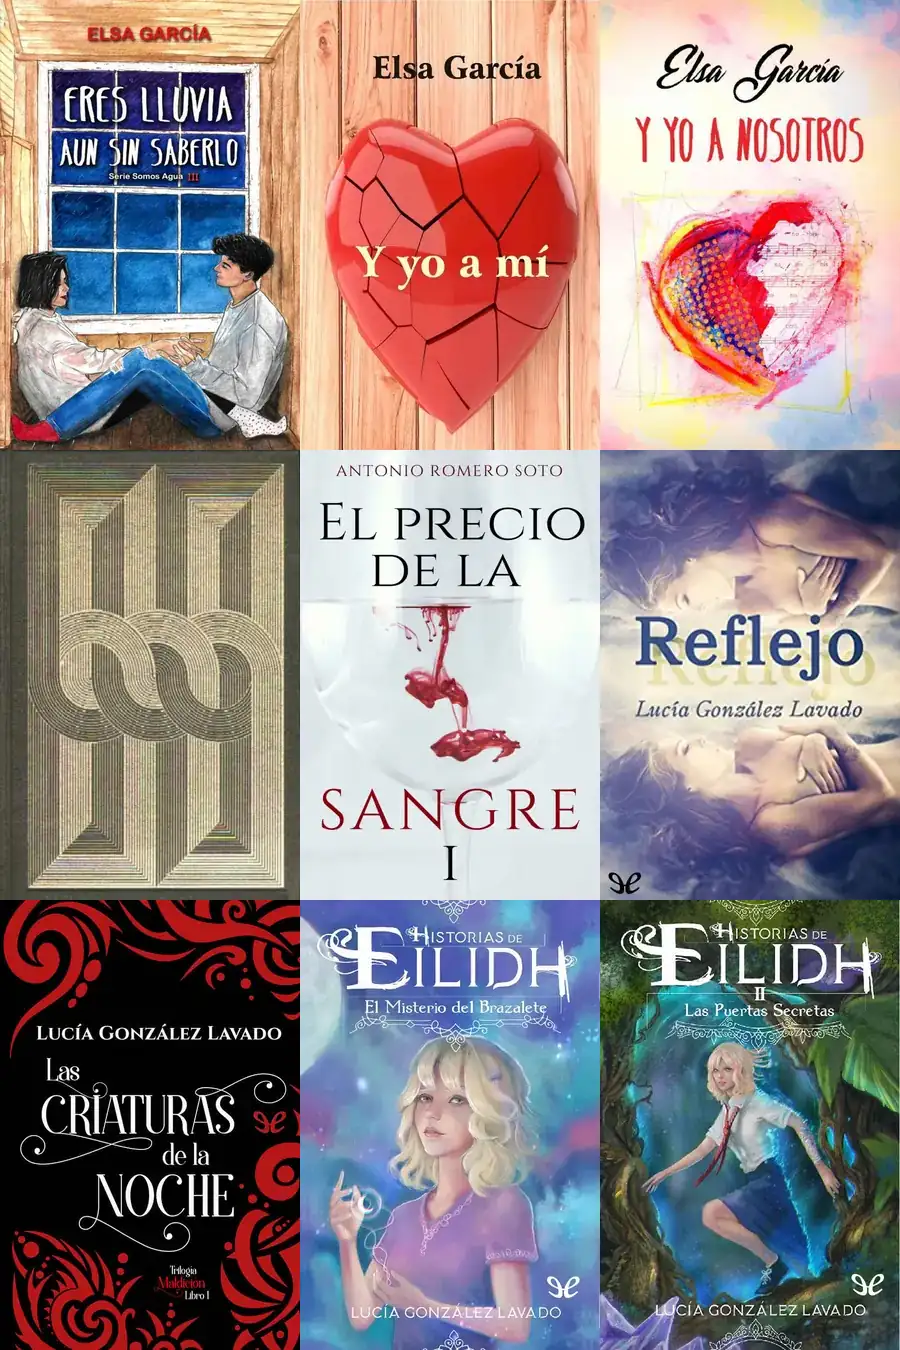 ELSA GARCÍA
ERES LLUVIA
AUN SIN SABERLO
Serie Somos Agua III
Elsa García
Y yo a mí
Elsa García
Y YO A NOSOTROS
ANTONIO ROMERO SOTO
EL PRECIO
DE LA
SANGRE
I
Reflejo
Reflejo
Lucía González Lavado
LUCÍA GONZÁLEZ LAVADO
Las
CRIATURAS
de la
NOCHE
Trilogía
Maldición
Libro 1
HISTORIAS DE
EILIDH
El Misterio del Brazalete
LUCÍA GONZÁLEZ LAVADO
HISTORIAS DE
EILIDH
II
Las Puertas Secretas
LUCÍA GONZÁLEZ LAVADO